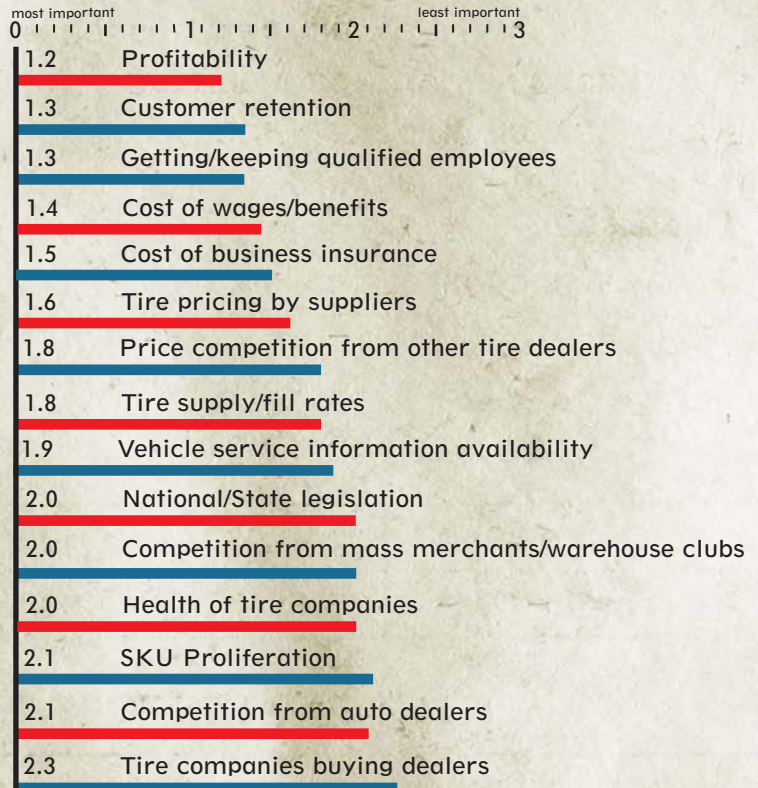 most important least important
0 1 2 3
1.2 Profitability
1.3 Customer retention
1.3 Getting/keeping qualified employees
1.4 Cost of wages/benefits
1.5 Cost of business insurance
1.6 Tire pricing by suppliers
1.8 Price competition from other tire dealers
1.8 Tire supply/fill rates
1.9 Vehicle service information availability
2.0 National/State legislation
2.0 Competition from mass merchants/warehouse clubs
2.0 Health of tire companies
2.1 SKU Proliferation
2.1 Competition from auto dealers
2.3 Tire companies buying dealers